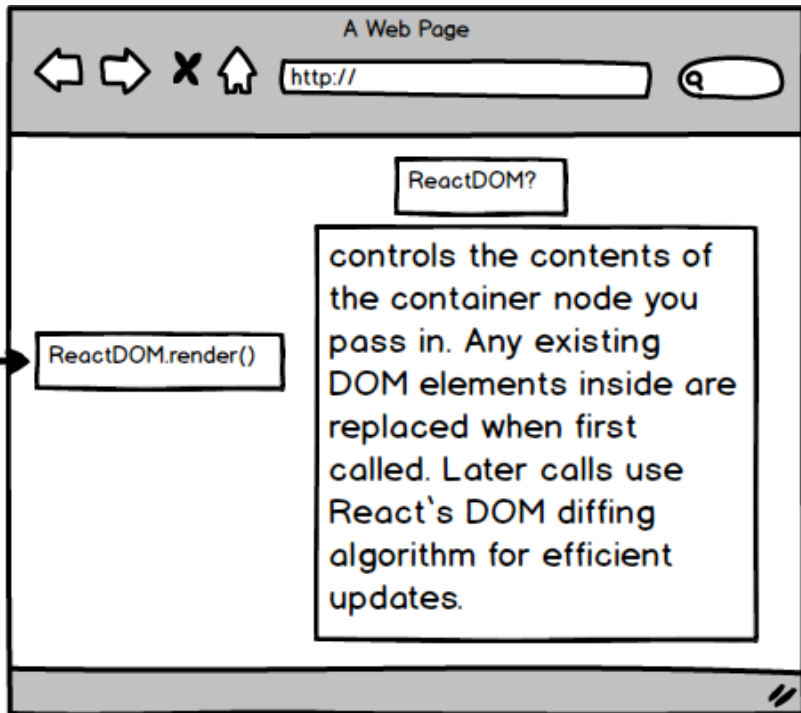 A Web Page
http://
ReactDOM?
ReactDOM.render()
controls the contents of
the container node you
pass in. Any existing
DOM elements inside are
replaced when first
called. Later calls use
React`s DOM diffing
algorithm for efficient
updates.